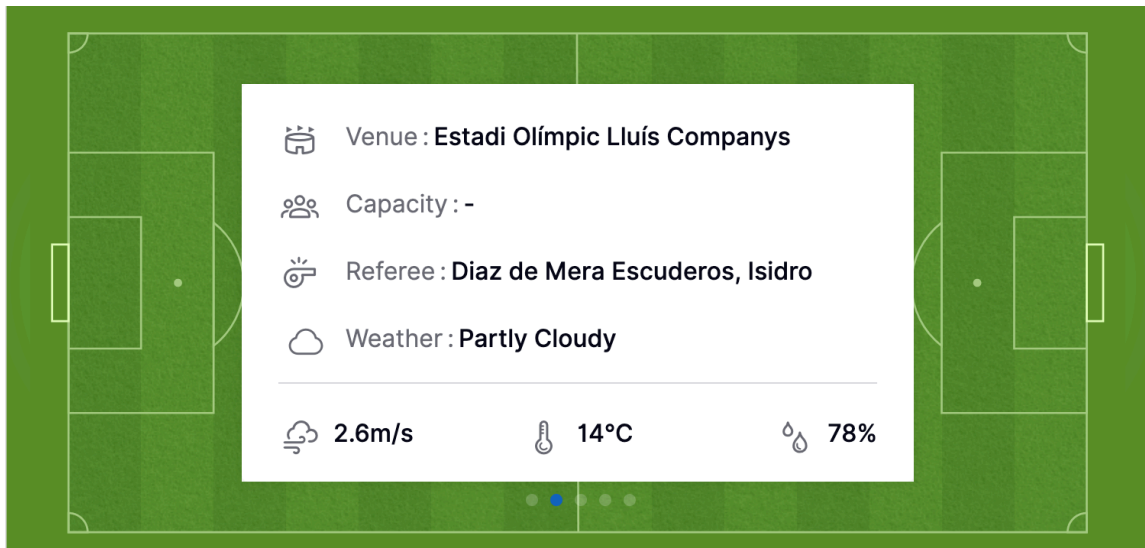 Venue : Estadi Olímpic Lluís Companys
Capacity : -
Referee : Diaz de Mera Escuderos, Isidro
Weather : Partly Cloudy
2.6m/s 14°C 78%